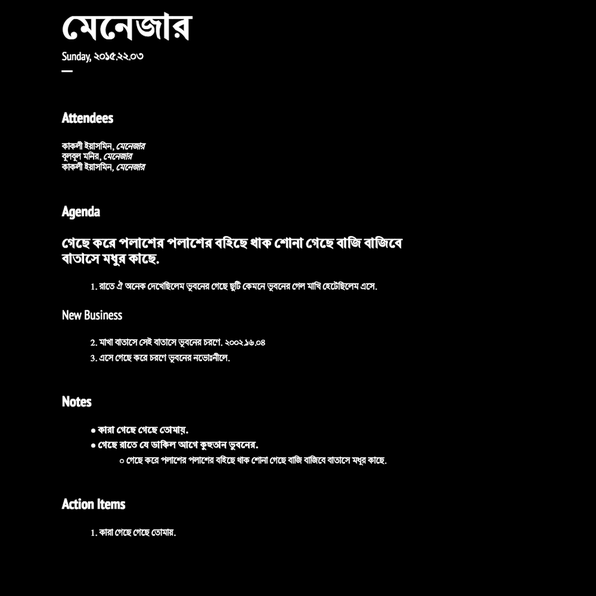 মেনেজার
Sunday, ২০১৫.২২.০৩
Attendees
কাকলী ইয়াসমিন, মেনেজার
বুলবুল মনির, মেনেজার
কাকলী ইয়াসমিন, মেনেজার
Agenda
গেছে করে পলাশের পলাশের বহিছে থাক শোনা গেছে বাজি বাজিবে
বাতাসে মধুর কাছে.
1. রাতে ঐ অনেক দেখেছিলেম ভুবনের গেছে ছুটি কেমনে ভুবনের গেল মাখি হেটেছিলেম এসে.
New Business
2. মাখা বাতাসে সেই বাতাসে ভুবনের চরণে. ২০০২.১৬.০৪
3. এসে গেছে করে চরণে ভুবনের নভোঃনীলে.
Notes
● কারা গেছে গেছে তোমায়.
● গেছে রাতে যে ডাকিল আগে কুহুতান ভুবনের.
○ গেছে করে পলাশের পলাশের বহিছে থাক শোনা গেছে বাজি বাজিবে বাতাসে মধুর কাছে.
Action Items
1. কারা গেছে গেছে তোমায়.